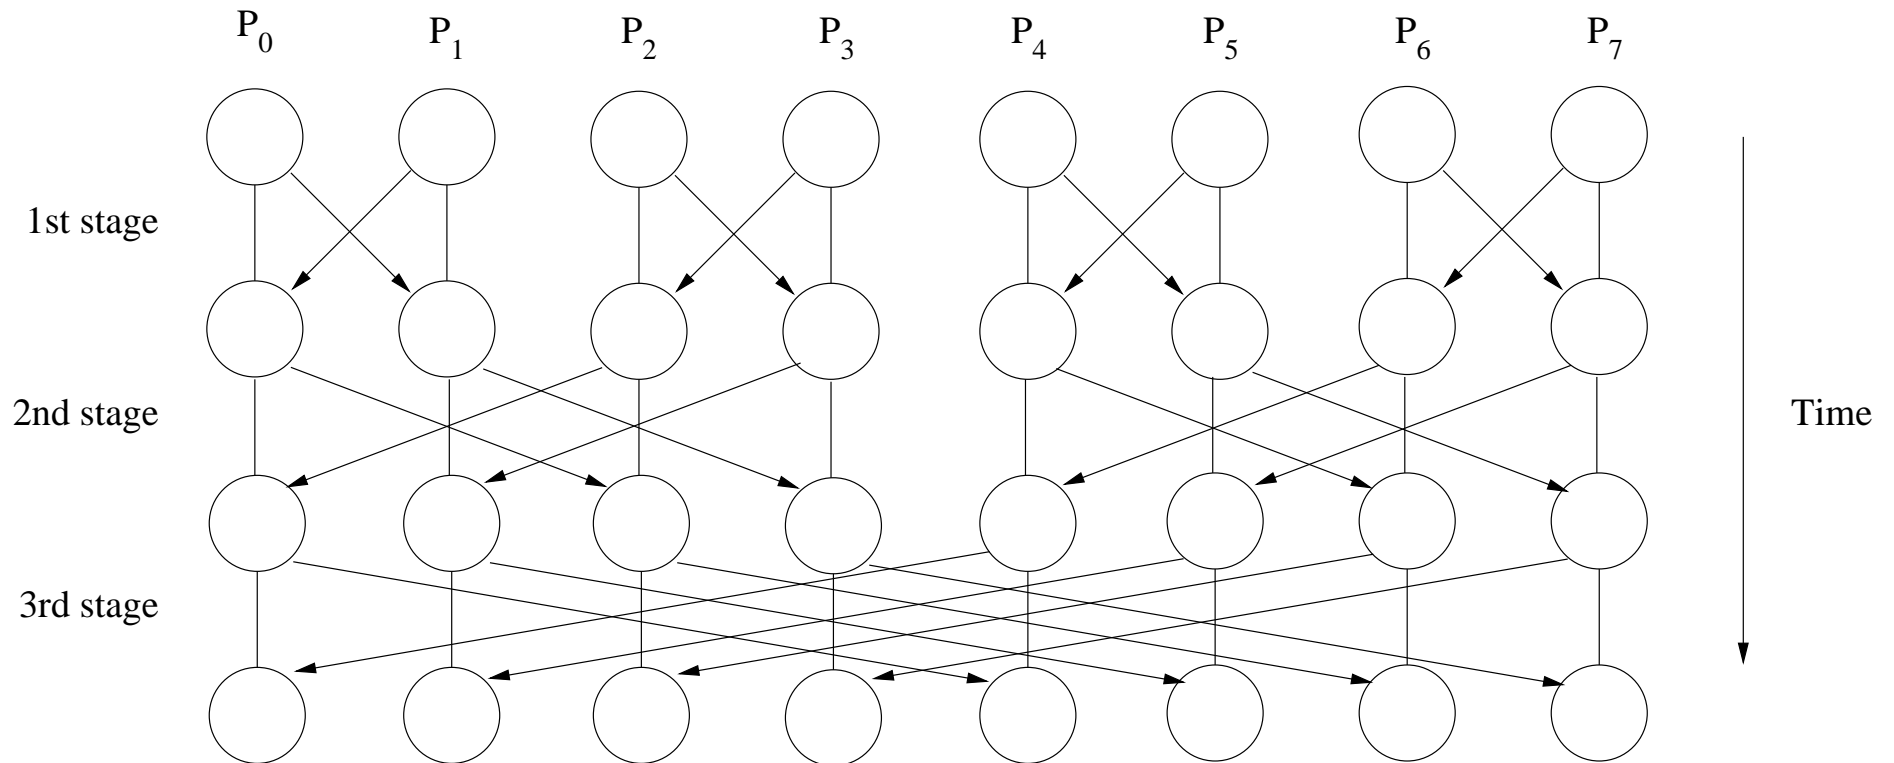 P0 P1 P2 P3 P4 P5 P6 P7
1st stage
2nd stage
Time
3rd stage